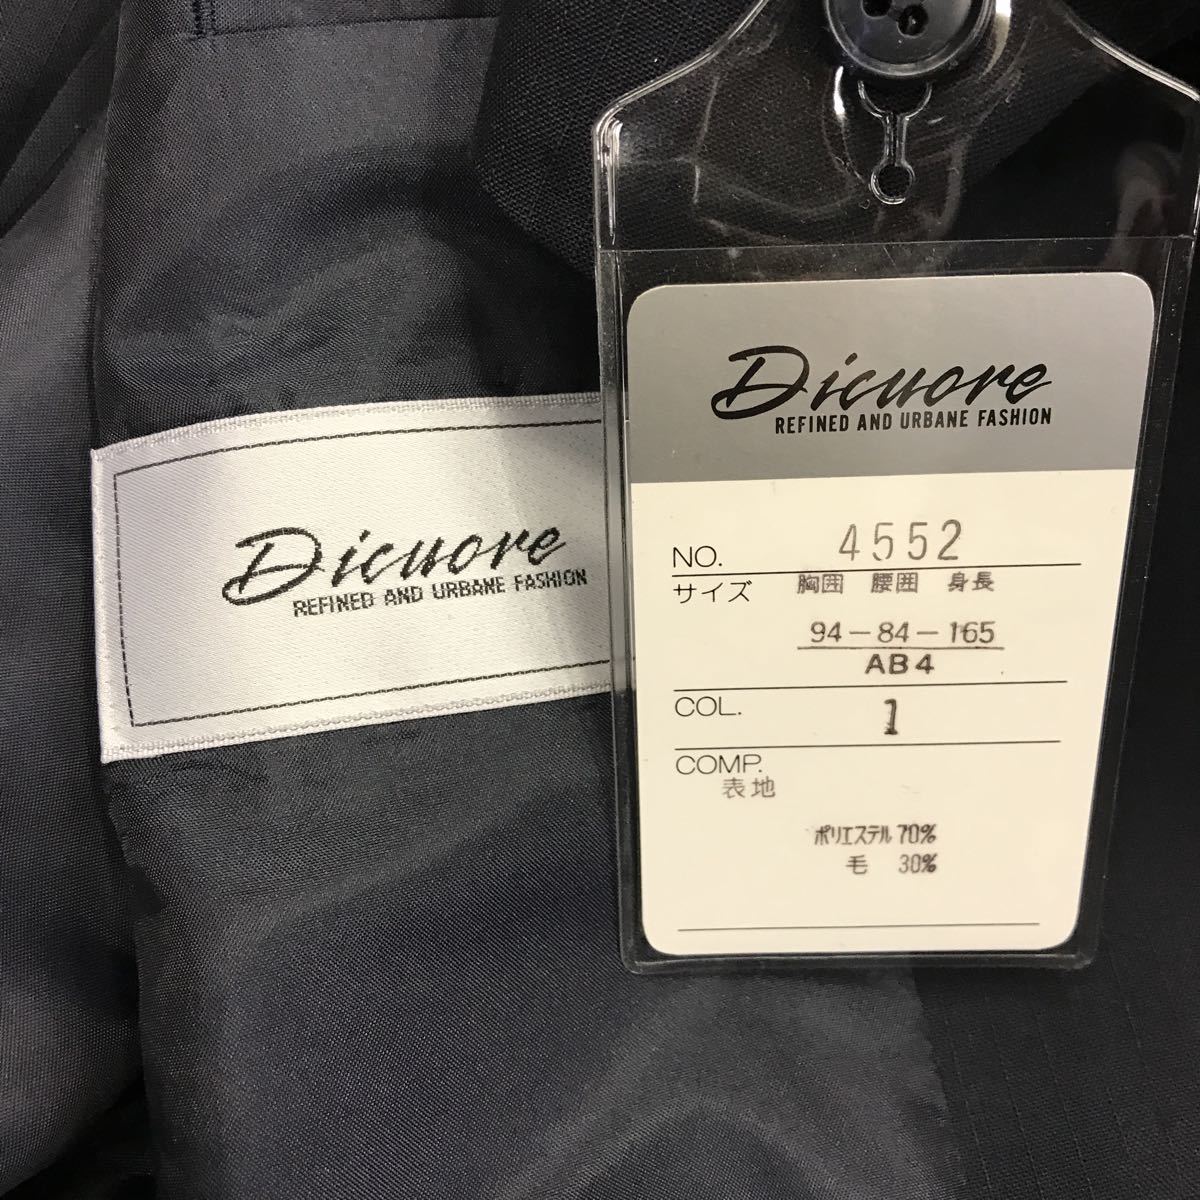 Dicuore
REFINED AND URBANE FASHION
Dicuore
REFINED AND URBANE FASHION
NO. 4552
サイズ 胸囲 腰囲 身長
94-84-165
AB4
COL. 1
COMP.
表地
ポリエステル 70%
毛 30%